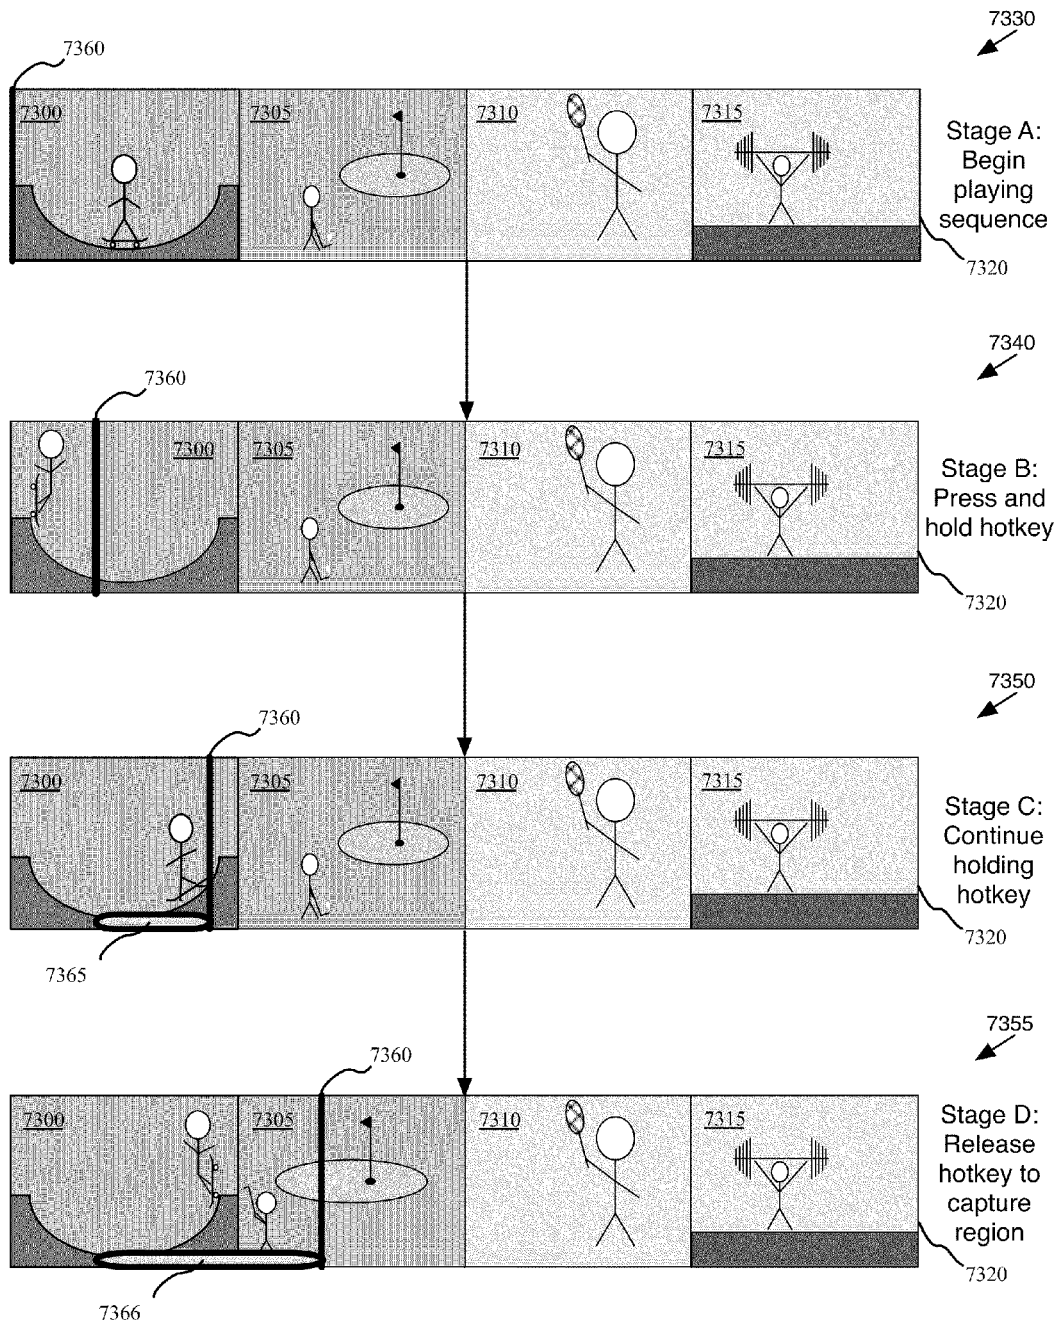 7330
7360
7300
7305
7310
7315
Stage A:
Begin
playing
sequence
7320
7340
7360
7300
7305
7310
7315
Stage B:
Press and
hold hotkey
7320
7350
7360
7300
7305
7310
7315
Stage C:
Continue
holding
hotkey
7320
7365
7355
7360
7300
7305
7310
7315
Stage D:
Release
hotkey to
capture
region
7320
7366